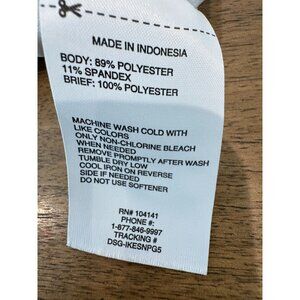 MADE IN INDONESIA
BODY: 89% POLYESTER
11% SPANDEX
BRIEF: 100% POLYESTER
MACHINE WASH COLD WITH
LIKE COLORS
ONLY NON-CHLORINE BLEACH
WHEN NEEDED
REMOVE PROMPTLY AFTER WASH
TUMBLE DRY LOW
COOL IRON ON REVERSE
SIDE IF NEEDED
DO NOT USE SOFTENER
RN# 104141
PHONE #:
1-877-846-9997
TRACKING #
DSG-IKESNPG5